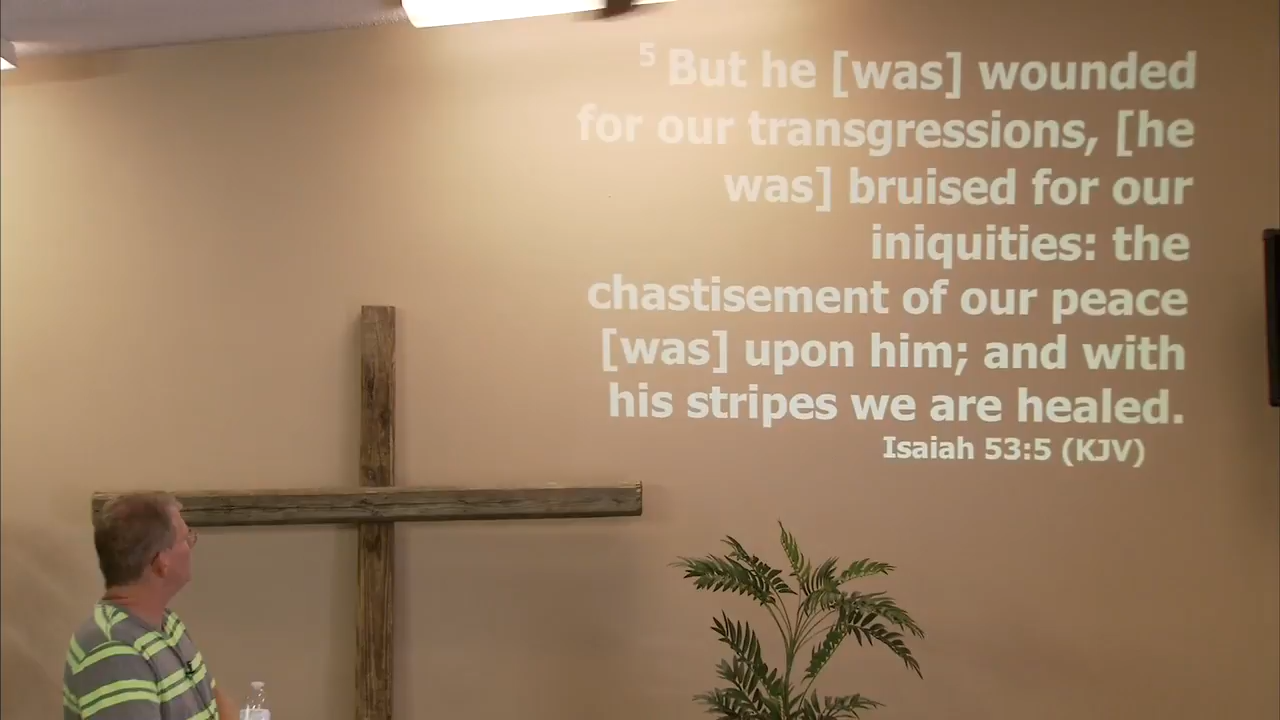 5 But he [was] wounded
for our transgressions, [he
was] bruised for our
iniquities: the
chastisement of our peace
[was] upon him; and with
his stripes we are healed.
Isaiah 53:5 (KJV)